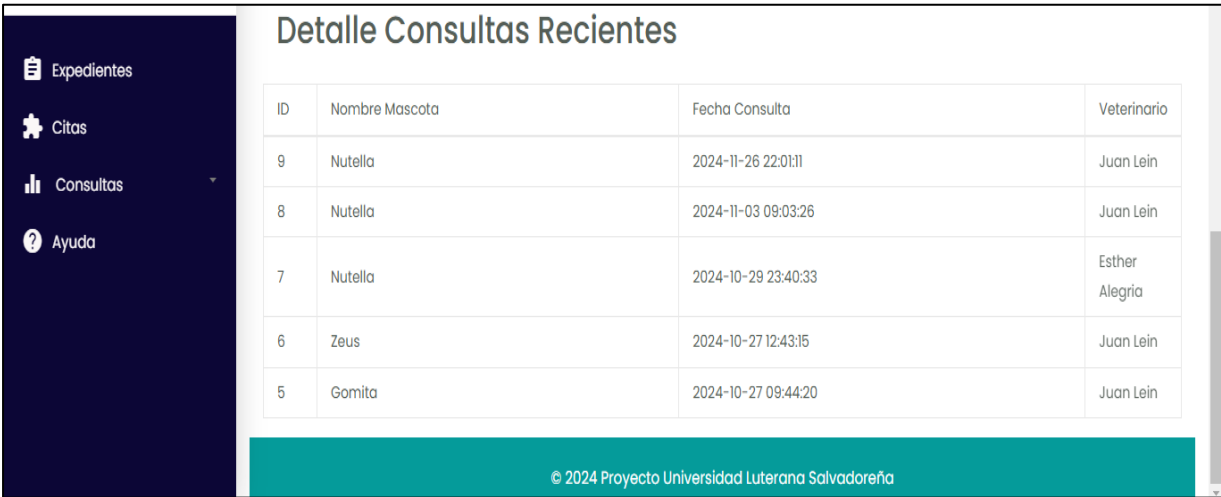 Detalle Consultas Recientes
Expedientes
Citas
Consultas
Ayuda
ID Nombre Mascota Fecha Consulta Veterinario
9 Nutella 2024-11-26 22:01:11 Juan Lein
8 Nutella 2024-11-03 09:03:26 Juan Lein
7 Nutella 2024-10-29 23:40:33 Esther
Alegria
6 Zeus 2024-10-27 12:43:15 Juan Lein
5 Gomita 2024-10-27 09:44:20 Juan Lein
© 2024 Proyecto Universidad Luterana Salvadoreña